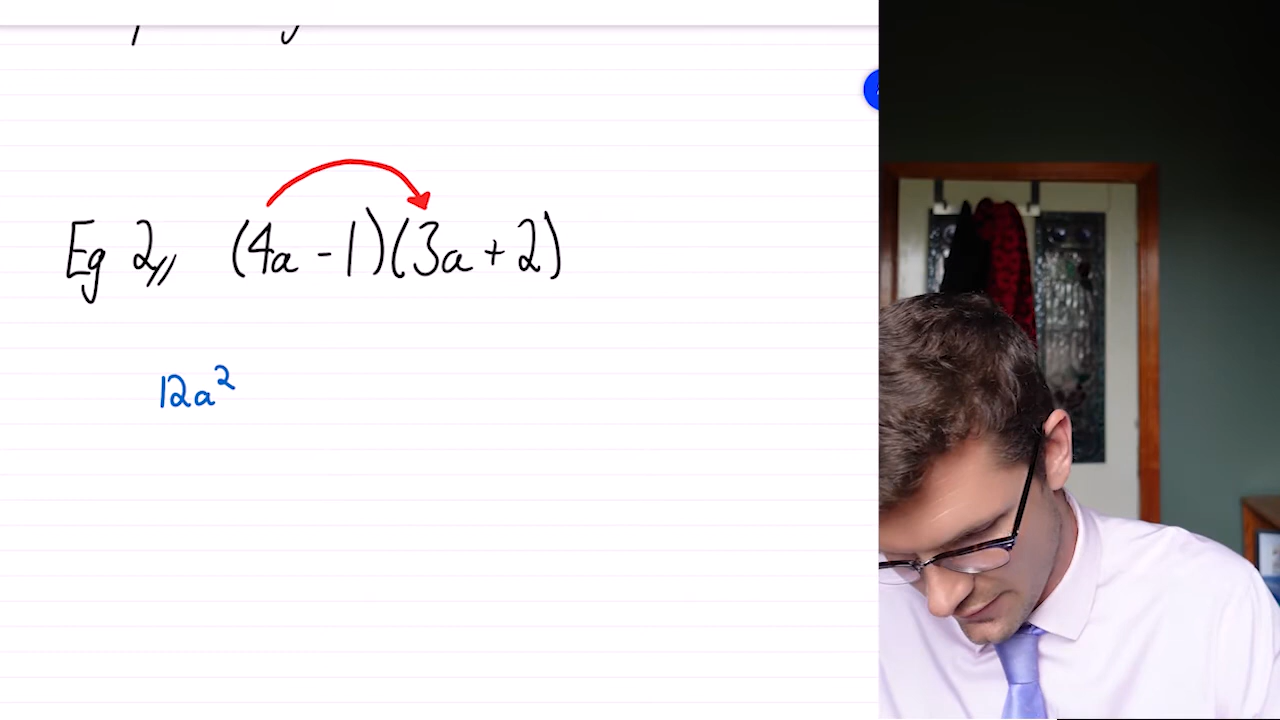 Eg 2,, (4a - 1)(3a + 2)
12a²